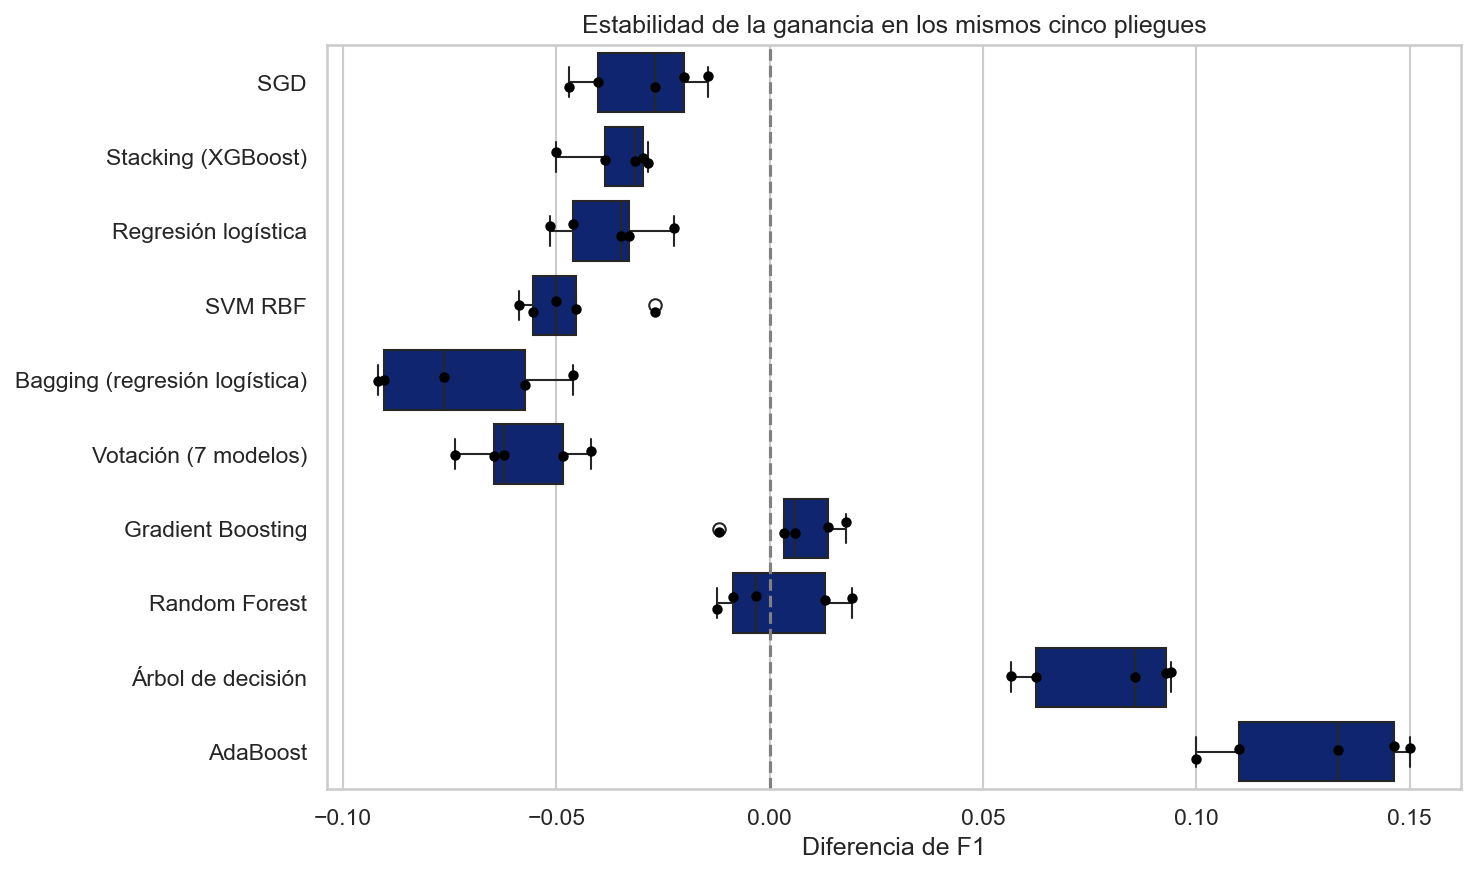 Estabilidad de la ganancia en los mismos cinco pliegues
SGD
Stacking (XGBoost)
Regresión logística
SVM RBF
Bagging (regresión logística)
Votación (7 modelos)
Gradient Boosting
Random Forest
Árbol de decisión
AdaBoost
−0.10 −0.05 0.00 0.05 0.10 0.15
Diferencia de F1